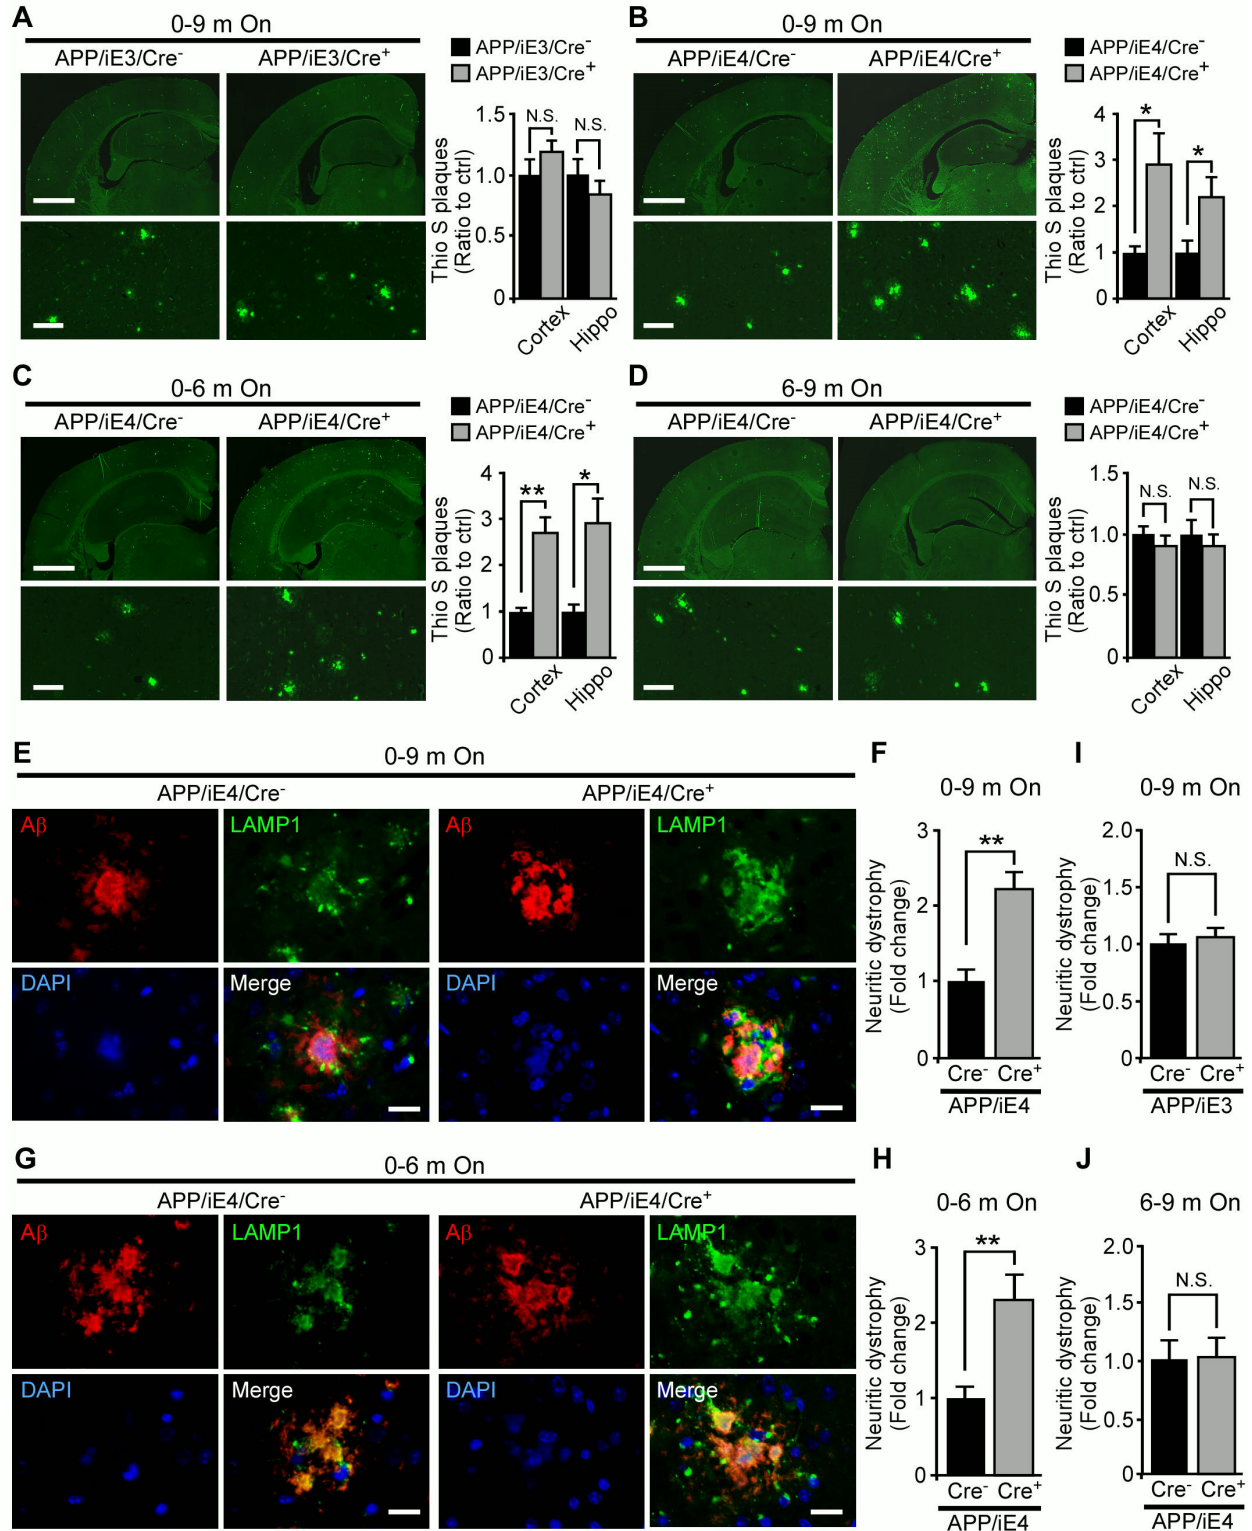 A
0-9 m On
APP/iE3/Cre-
APP/iE3/Cre+
APP/iE3/Cre-
APP/iE3/Cre+
Thio S plaques
(Ratio to ctrl)
1.5
1.0
0.5
0
N.S.
N.S.
Cortex
Hippo
B
0-9 m On
APP/iE4/Cre-
APP/iE4/Cre+
APP/iE4/Cre-
APP/iE4/Cre+
Thio S plaques
(Ratio to ctrl)
4
3
2
1
0
*
*
Cortex
Hippo
C
0-6 m On
APP/iE4/Cre-
APP/iE4/Cre+
APP/iE4/Cre-
APP/iE4/Cre+
Thio S plaques
(Ratio to ctrl)
4
3
2
1
0
**
*
Cortex
Hippo
D
6-9 m On
APP/iE4/Cre-
APP/iE4/Cre+
APP/iE4/Cre-
APP/iE4/Cre+
Thio S plaques
(Ratio to ctrl)
1.5
1.0
0.5
0
N.S.
N.S.
Cortex
Hippo
E
0-9 m On
APP/iE4/Cre-
APP/iE4/Cre+
Aβ
LAMP1
Aβ
LAMP1
DAPI
Merge
DAPI
Merge
F
0-9 m On
Neuritic dystrophy
(Fold change)
3
2
1
0
**
Cre- Cre+
APP/iE4
I
0-9 m On
Neuritic dystrophy
(Fold change)
2.0
1.5
1.0
0.5
0
N.S.
Cre- Cre+
APP/iE3
G
0-6 m On
APP/iE4/Cre-
APP/iE4/Cre+
Aβ
LAMP1
Aβ
LAMP1
DAPI
Merge
DAPI
Merge
H
0-6 m On
Neuritic dystrophy
(Fold change)
3
2
1
0
**
Cre- Cre+
APP/iE4
J
6-9 m On
Neuritic dystrophy
(Fold change)
2.0
1.5
1.0
0.5
0
N.S.
Cre- Cre+
APP/iE4